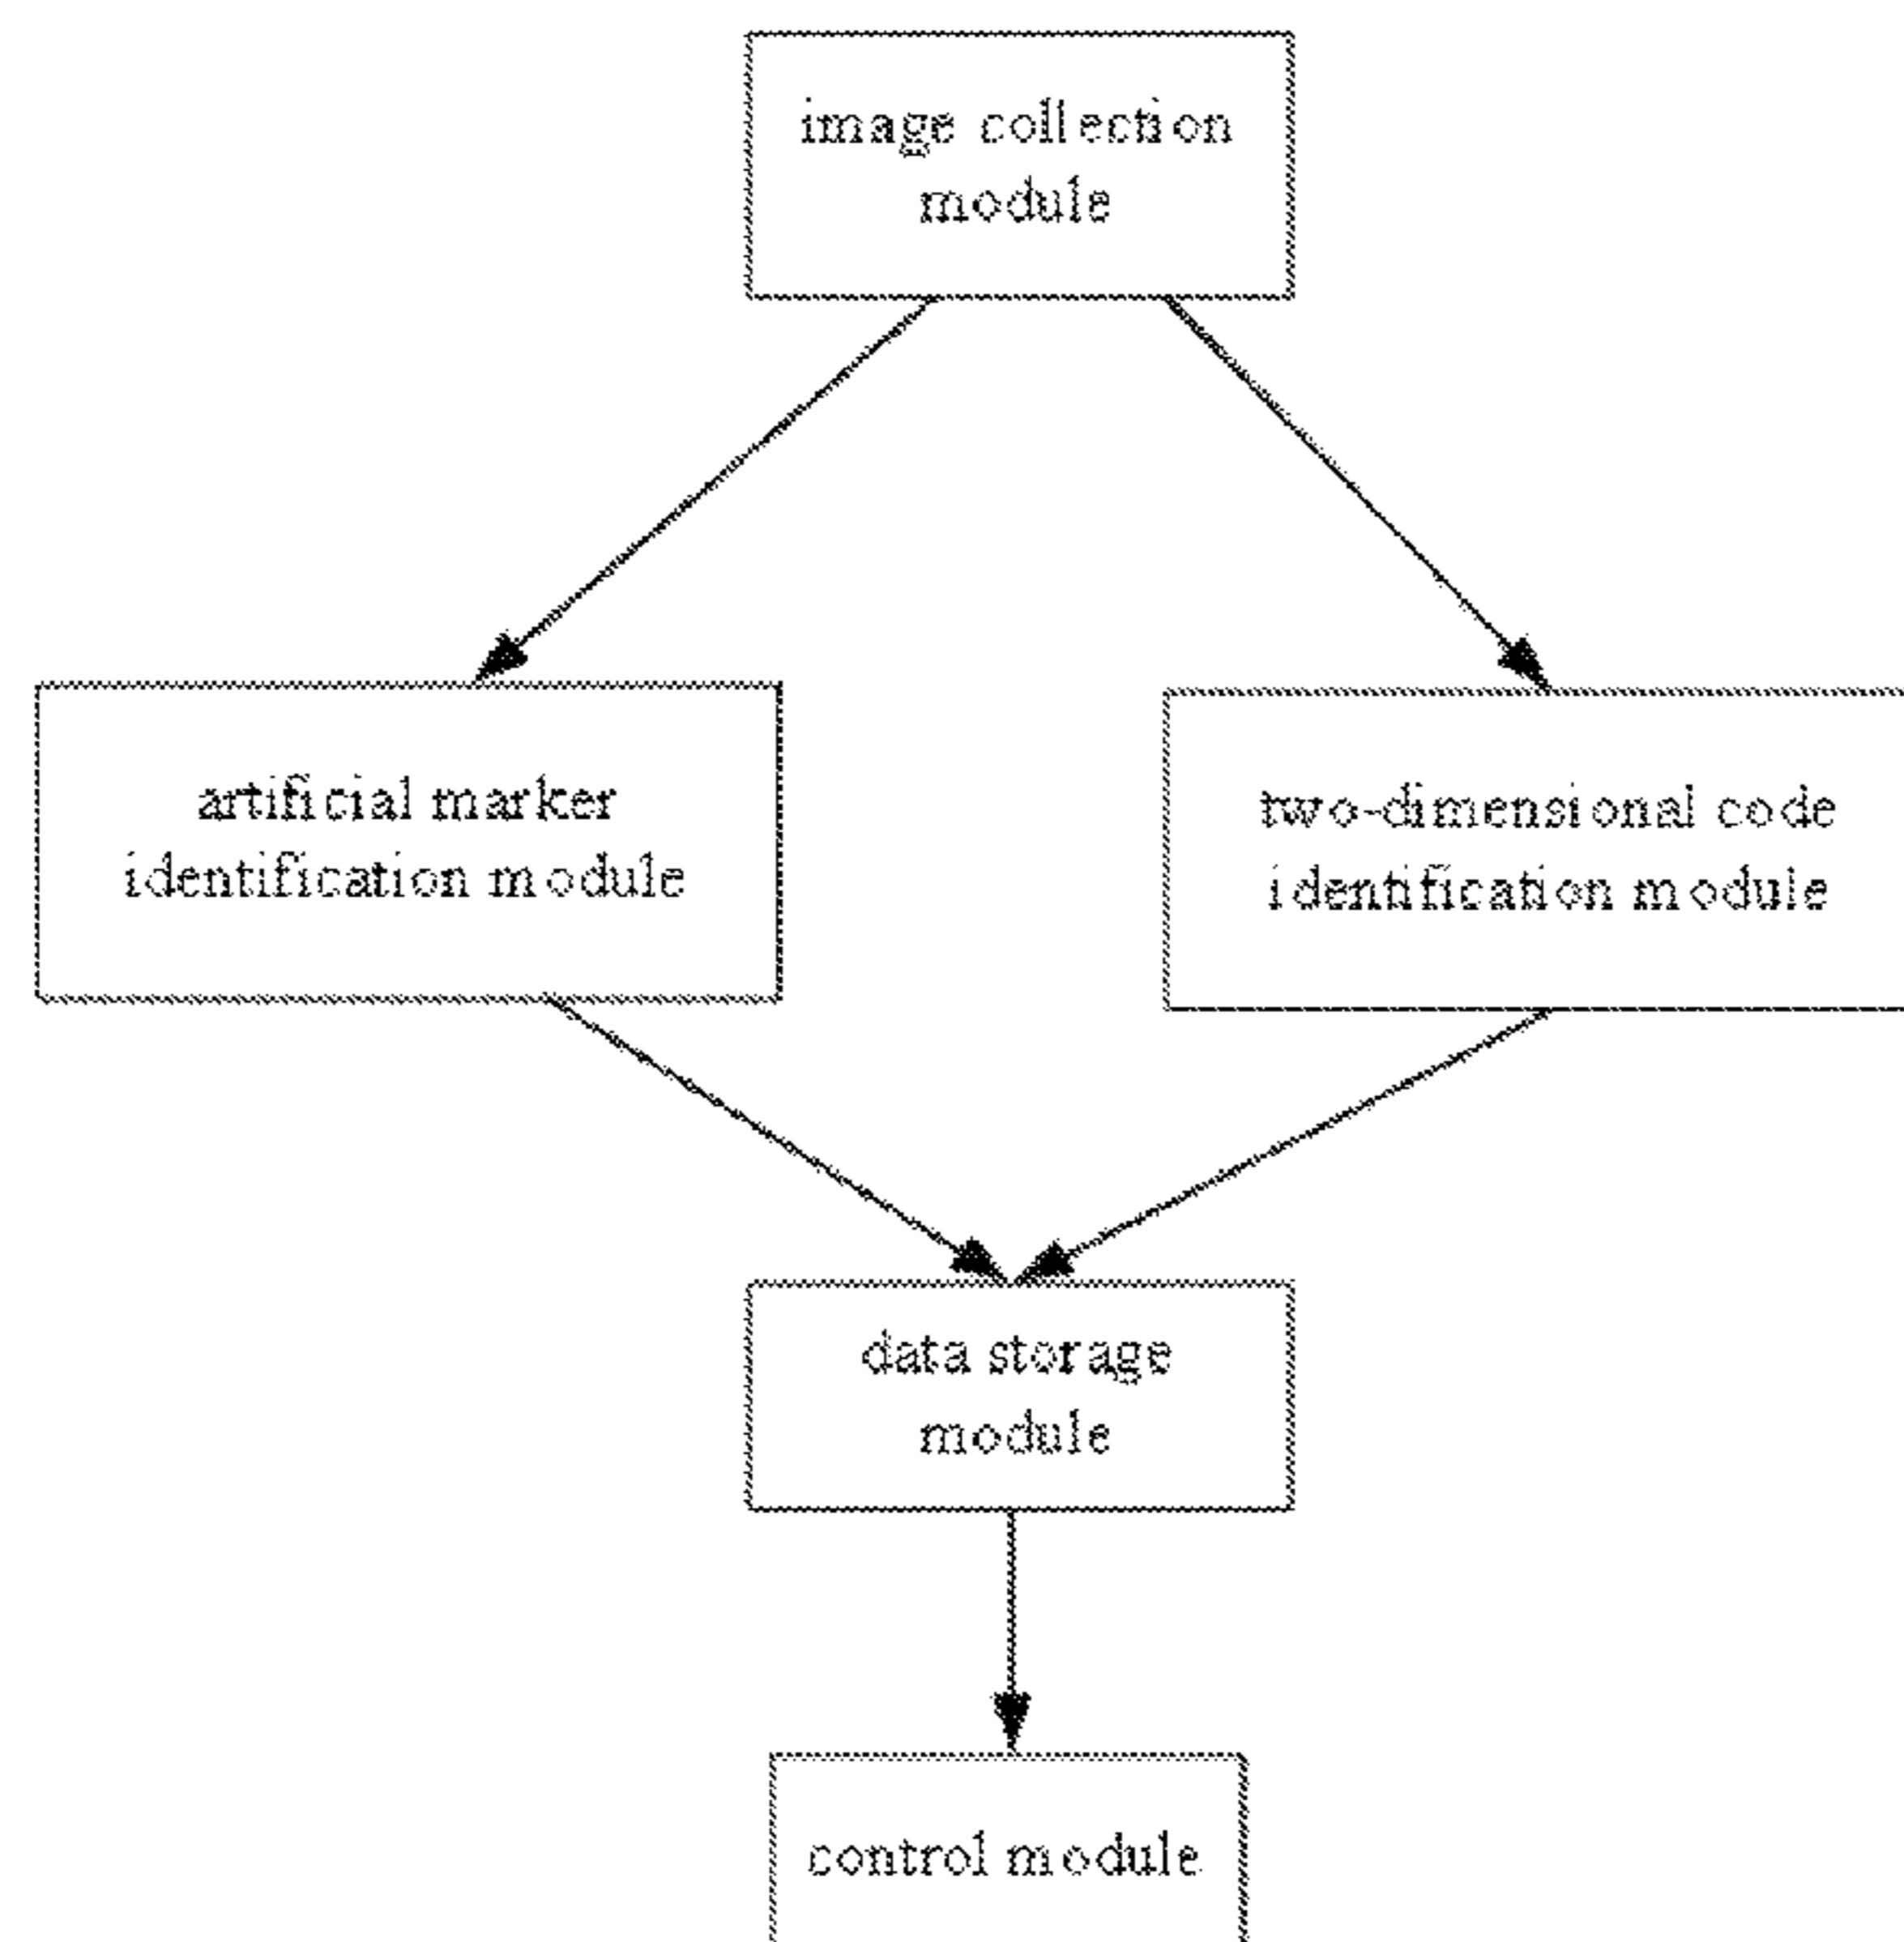 image collection
module
artificial marker
identification module
two-dimensional code
identification module
data storage
module
control module